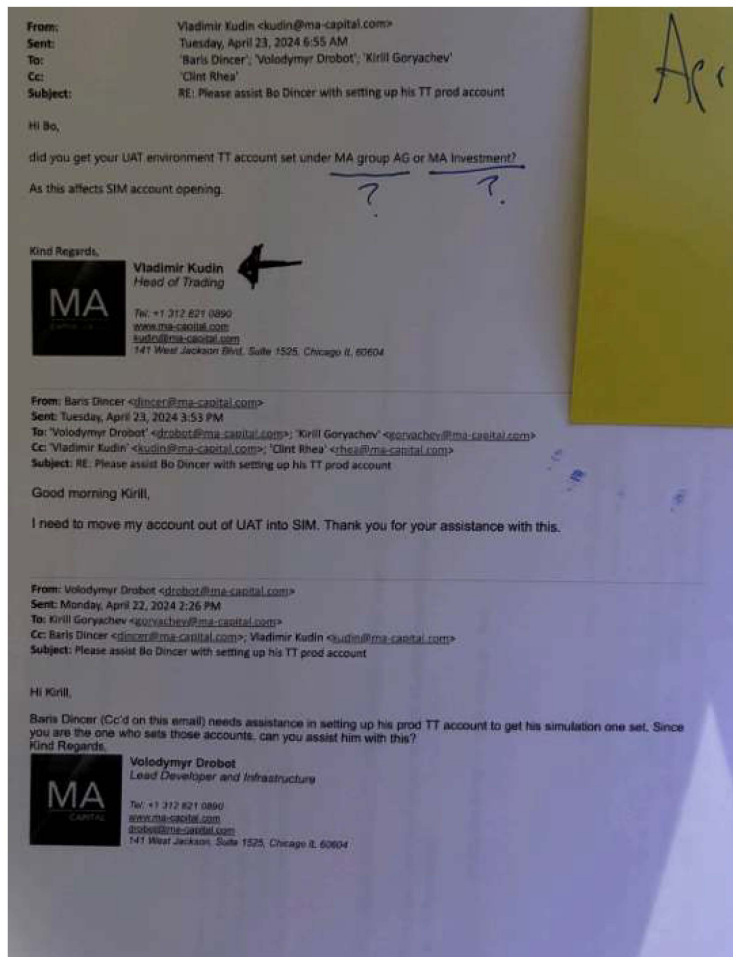 From: Vladimir Kudin <kudin@ma-capital.com>
Sent: Tuesday, April 23, 2024 6:55 AM
To: 'Baris Dincer'; 'Volodymyr Drobot'; 'Kirill Goryachev'
Cc: 'Clint Rhea'
Subject: RE: Please assist Bo Dincer with setting up his TT prod account
Hi Bo,
did you get your UAT environment TT account set under MA group AG or MA Investment?
? ?
As this affects SIM account opening.
Kind Regards,
MA
Vladimir Kudin
Head of Trading
Tel: +1 312 821 0890
www.ma-capital.com
kudin@ma-capital.com
141 West Jackson Blvd, Suite 1525, Chicago IL 60604
From: Baris Dincer <dincer@ma-capital.com>
Sent: Tuesday, April 23, 2024 3:53 PM
To: 'Volodymyr Drobot' <drobot@ma-capital.com>; 'Kirill Goryachev' <goryachev@ma-capital.com>
Cc: 'Vladimir Kudin' <kudin@ma-capital.com>; 'Clint Rhea' <rhea@ma-capital.com>
Subject: RE: Please assist Bo Dincer with setting up his TT prod account
Good morning Kirill,
I need to move my account out of UAT into SIM. Thank you for your assistance with this.
From: Volodymyr Drobot <drobot@ma-capital.com>
Sent: Monday, April 22, 2024 2:26 PM
To: Kirill Goryachev <goryachev@ma-capital.com>
Cc: Baris Dincer <dincer@ma-capital.com>; Vladimir Kudin <kudin@ma-capital.com>
Subject: Please assist Bo Dincer with setting up his TT prod account
Hi Kirill,
Baris Dincer (Cc'd on this email) needs assistance in setting up his prod TT account to get his simulation one set. Since
you are the one who sets those accounts, can you assist him with this?
Kind Regards,
MA
CAPITAL
Volodymyr Drobot
Lead Developer and Infrastructure
Tel: +1 312 821 0890
www.ma-capital.com
drobot@ma-capital.com
141 West Jackson, Suite 1525, Chicago IL 60604